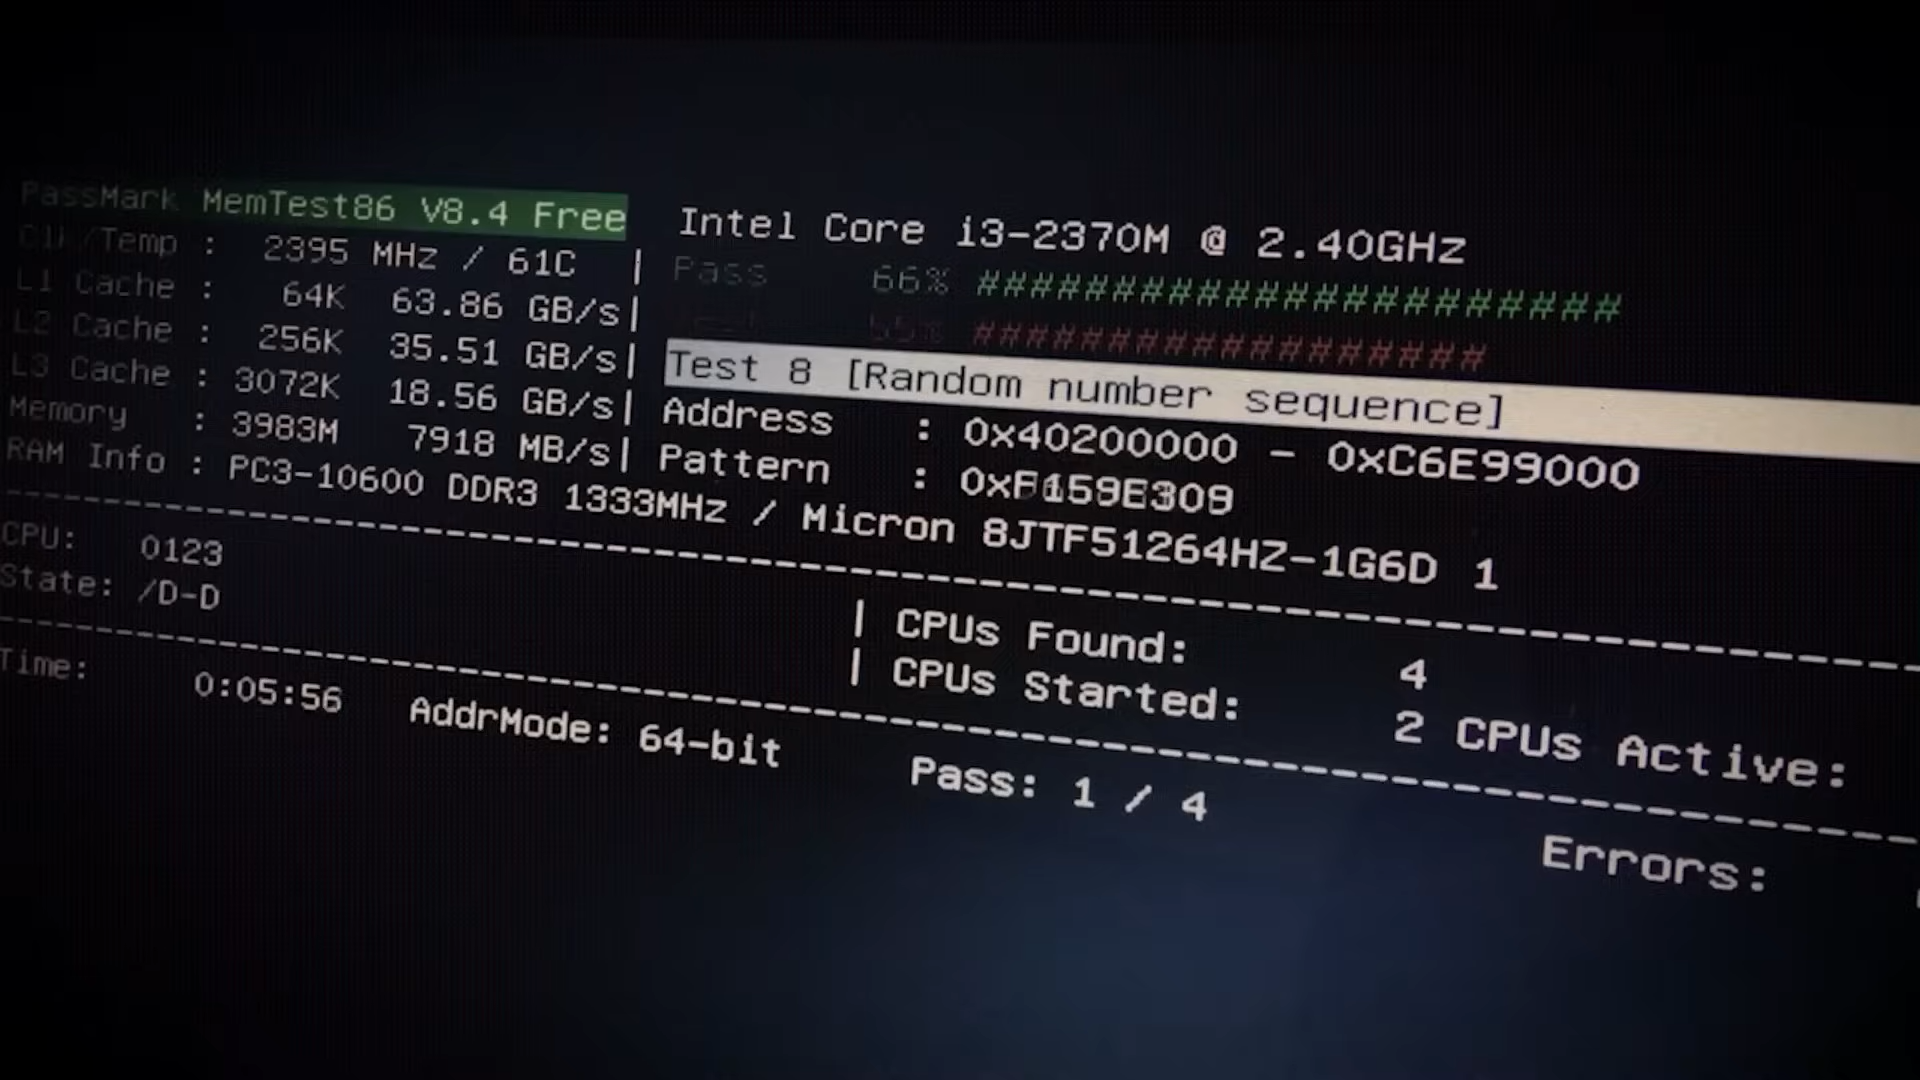 PassMark MemTest86 V8.4 Free Intel Core i3-2370M @ 2.40GHz
Clk/Temp : 2395 MHz / 61C | Pass 66% ########################
L1 Cache : 64K 63.86 GB/s| 55% ###################
L2 Cache : 256K 35.51 GB/s| Test 8 [Random number sequence]
L3 Cache : 3072K 18.56 GB/s| Address : 0x40200000 - 0xC6E99000
Memory : 3983M 7918 MB/s| Pattern :
RAM Info : PC3-10600 DDR3 1333MHz / Micron 8JTF51264HZ-1G6D 1
CPU: 0123 | CPUs Found: 4
State: /D-D | CPUs Started: 2 CPUs Active:
Time: 0:05:56 AddrMode: 64-bit Pass: 1 / 4 Errors: